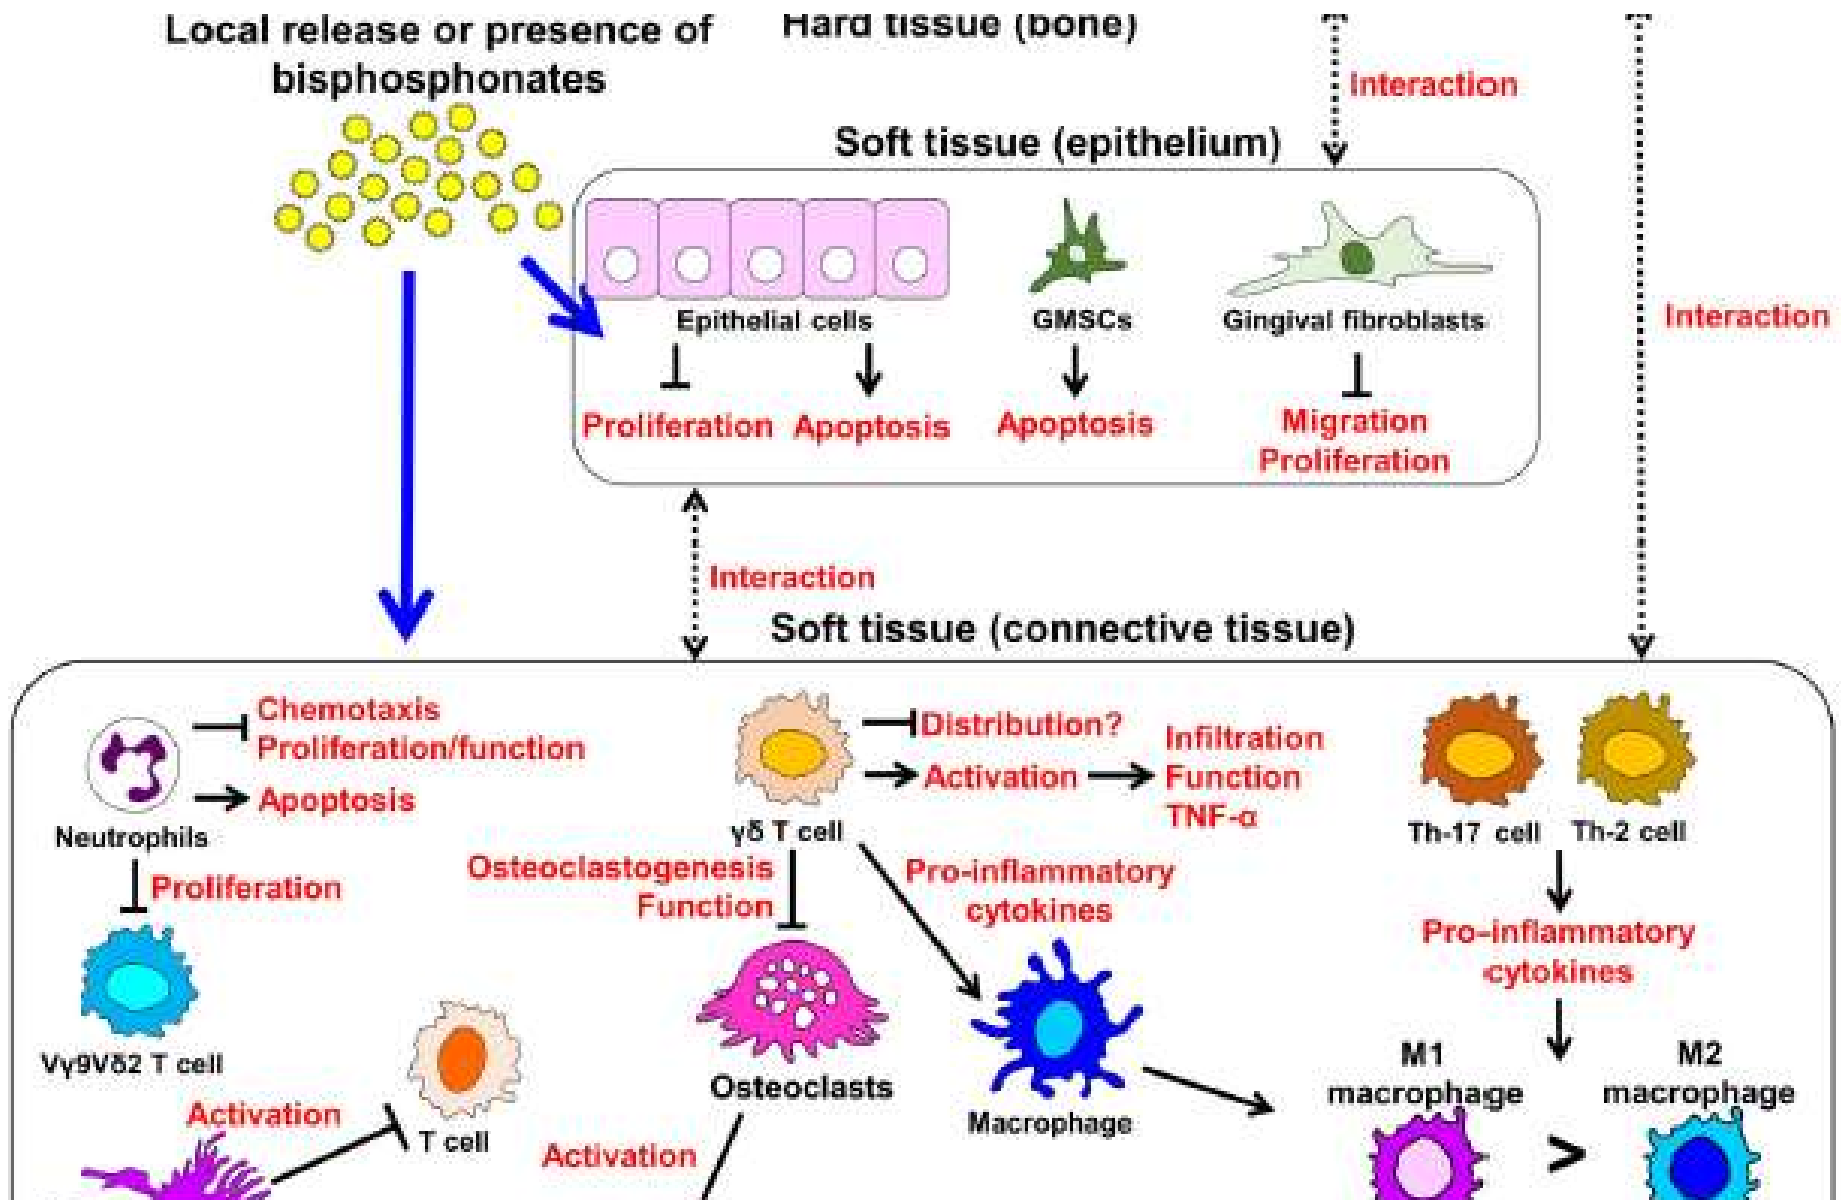 Local release or presence of
bisphosphonates
Hard tissue (bone)
Interaction
Soft tissue (epithelium)
Interaction
Epithelial cells
GMSCs
Gingival fibroblasts
Proliferation
Apoptosis
Apoptosis
Migration
Proliferation
Interaction
Soft tissue (connective tissue)
Chemotaxis
Proliferation/function
Apoptosis
Neutrophils
Proliferation
Vγ9Vδ2 T cell
Activation
T cell
Distribution?
Activation
Infiltration
Function
TNF-α
γδ T cell
Osteoclastogenesis
Function
Pro-inflammatory
cytokines
Osteoclasts
Activation
Macrophage
Th-17 cell
Th-2 cell
Pro-inflammatory
cytokines
M1
macrophage
>
M2
macrophage